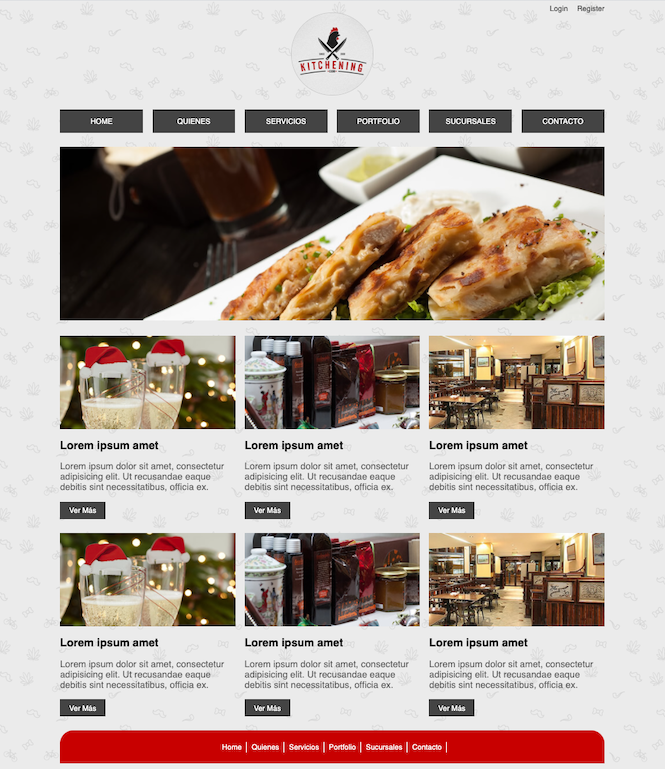 Login Register
KITCHENING
HOME QUIENES SERVICIOS PORTFOLIO SUCURSALES CONTACTO
Lorem ipsum amet
Lorem ipsum dolor sit amet, consectetur
adipisicing elit. Ut recusandae eaque
debitis sint necessitatibus, officia ex.
Ver Más
Lorem ipsum amet
Lorem ipsum dolor sit amet, consectetur
adipisicing elit. Ut recusandae eaque
debitis sint necessitatibus, officia ex.
Ver Más
Lorem ipsum amet
Lorem ipsum dolor sit amet, consectetur
adipisicing elit. Ut recusandae eaque
debitis sint necessitatibus, officia ex.
Ver Más
Lorem ipsum amet
Lorem ipsum dolor sit amet, consectetur
adipisicing elit. Ut recusandae eaque
debitis sint necessitatibus, officia ex.
Ver Más
Lorem ipsum amet
Lorem ipsum dolor sit amet, consectetur
adipisicing elit. Ut recusandae eaque
debitis sint necessitatibus, officia ex.
Ver Más
Lorem ipsum amet
Lorem ipsum dolor sit amet, consectetur
adipisicing elit. Ut recusandae eaque
debitis sint necessitatibus, officia ex.
Ver Más
Home | Quienes | Servicios | Portfolio | Sucursales | Contacto |